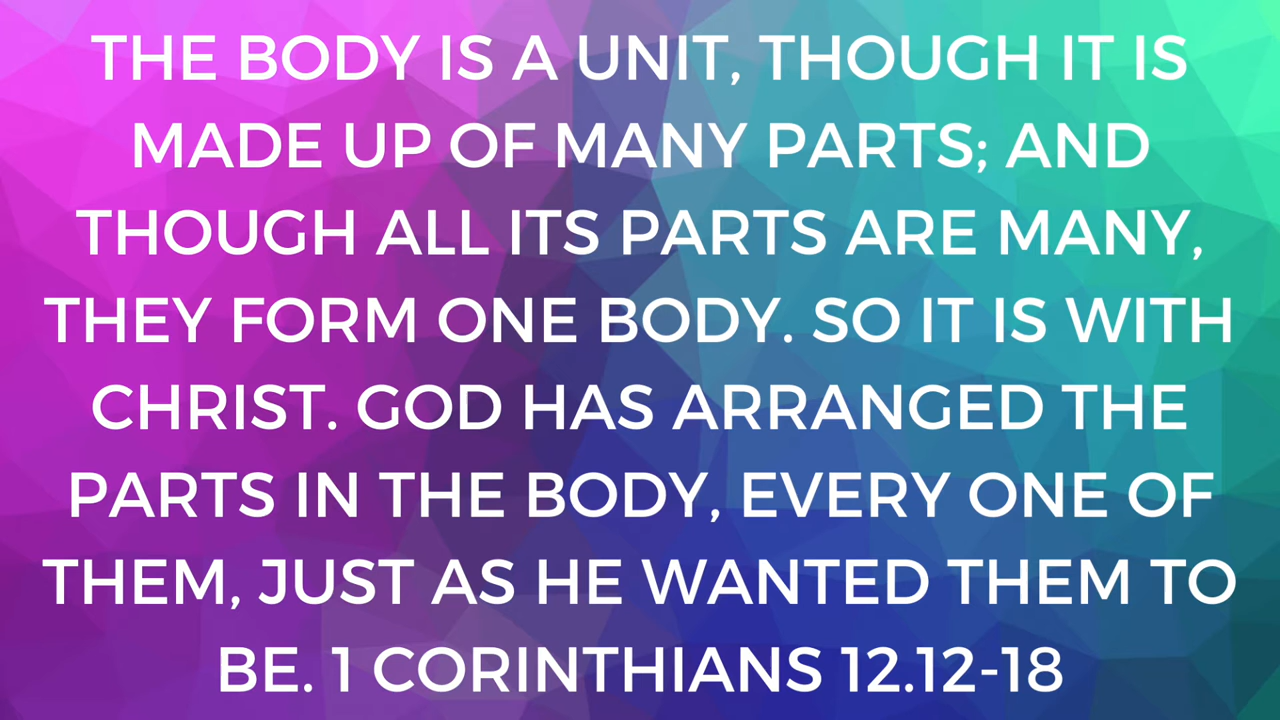 THE BODY IS A UNIT, THOUGH IT IS
MADE UP OF MANY PARTS; AND
THOUGH ALL ITS PARTS ARE MANY,
THEY FORM ONE BODY. SO IT IS WITH
CHRIST. GOD HAS ARRANGED THE
PARTS IN THE BODY, EVERY ONE OF
THEM, JUST AS HE WANTED THEM TO
BE. 1 CORINTHIANS 12.12-18